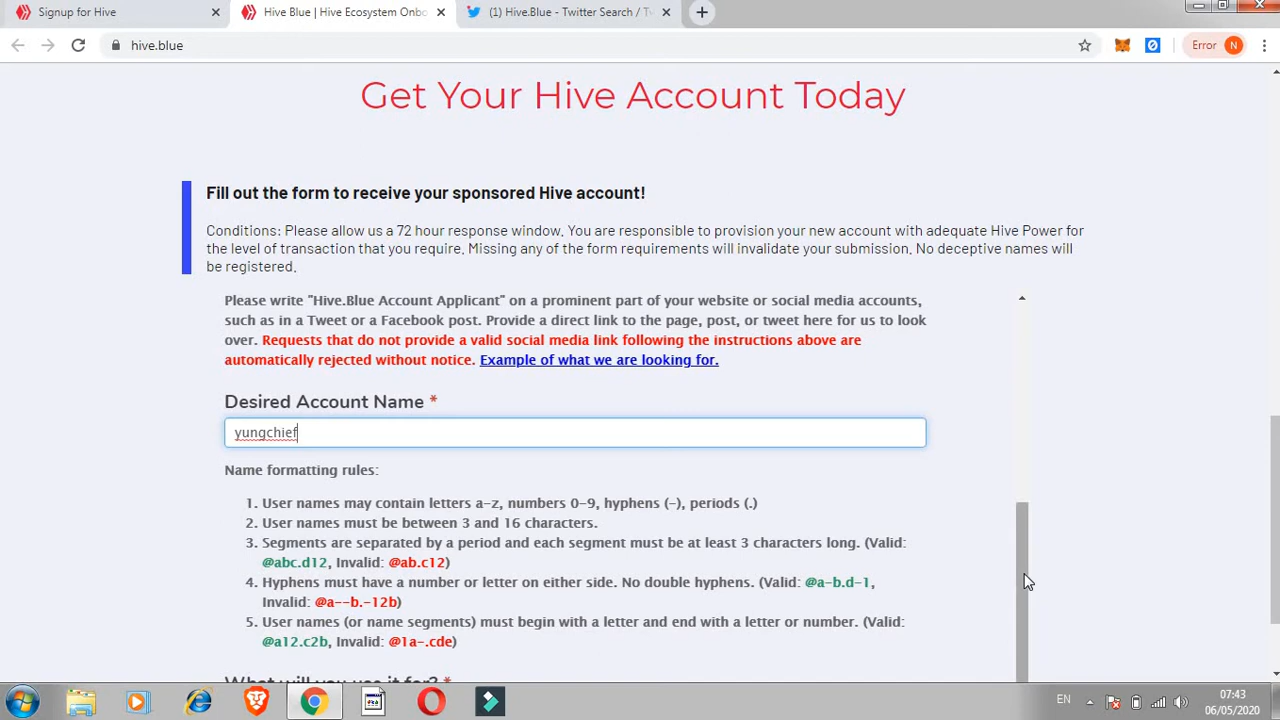 Signup for Hive
Hive Blue | Hive Ecosystem Onbo
(1) Hive.Blue - Twitter Search / Tw
hive.blue
Error N
Get Your Hive Account Today
Fill out the form to receive your sponsored Hive account!
Conditions: Please allow us a 72 hour response window. You are responsible to provision your new account with adequate Hive Power for
the level of transaction that you require. Missing any of the form requirements will invalidate your submission. No deceptive names will
be registered.
Please write "Hive.Blue Account Applicant" on a prominent part of your website or social media accounts,
such as in a Tweet or a Facebook post. Provide a direct link to the page, post, or tweet here for us to look
over. Requests that do not provide a valid social media link following the instructions above are
automatically rejected without notice. Example of what we are looking for.
Desired Account Name *
yungchief
Name formatting rules:
1. User names may contain letters a-z, numbers 0-9, hyphens (-), periods (.)
2. User names must be between 3 and 16 characters.
3. Segments are separated by a period and each segment must be at least 3 characters long. (Valid:
@abc.d12, Invalid: @ab.c12)
4. Hyphens must have a number or letter on either side. No double hyphens. (Valid: @a-b.d-1,
Invalid: @a--b.-12b)
5. User names (or name segments) must begin with a letter and end with a letter or number. (Valid:
@a12.c2b, Invalid: @1a-.cde)
What will you use it for? *
EN
07:43
06/05/2020